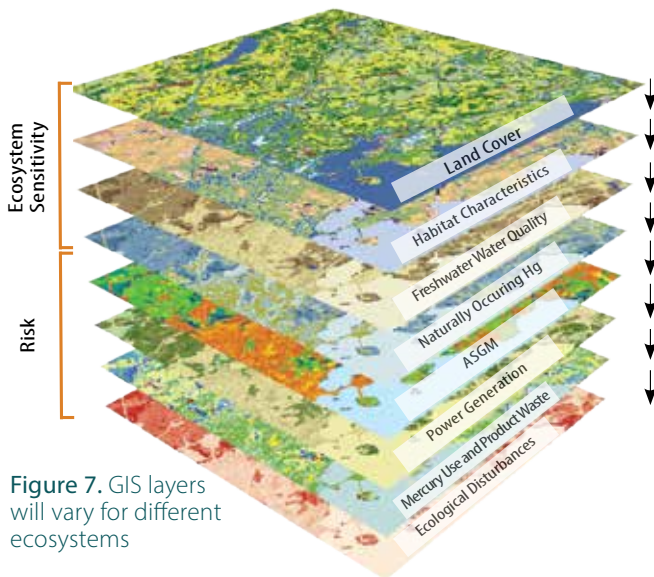 Ecosystem
Sensitivity
Risk
Land Cover
Habitat Characteristics
Freshwater Water Quality
Naturally Occuring Hg
ASGM
Power Generation
Mercury Use and Product Waste
Ecological Disturbances
Figure 7. GIS layers
will vary for different
ecosystems